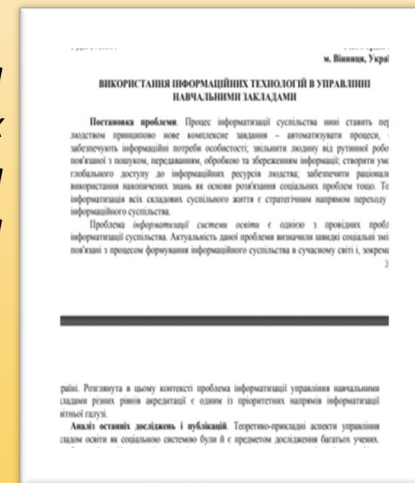 м. Вінниця, Украї
ВИКОРИСТАННЯ ІНФОРМАЦІЙНИХ ТЕХНОЛОГІЙ В УПРАВЛІННІ
НАВЧАЛЬНИМИ ЗАКЛАДАМИ
Постановка проблеми. Процес інформатизації суспільства нині ставить пер
людством принципово нове комплексне завдання – автоматизувати процеси,
забезпечують інформаційні потреби особистості; звільнити людину від рутинної робо
пов'язаної з пошуком, передаванням, обробкою та збереженням інформації; створити умо
глобального доступу до інформаційних ресурсів людства; забезпечити раціональ
використання накопичених знань як основи розв'язання соціальних проблем тощо. То
інформатизація всіх складових суспільного життя є стратегічним напрямом переходу
інформаційного суспільства.
Проблема інформатизації системи освіти є однією з провідних пробл
інформатизації суспільства. Актуальність даної проблеми визначили швидкі соціальні змі
пов'язані з процесом формування інформаційного суспільства в сучасному світі і, зокрема
3
раїні. Розглянута в цьому контексті проблема інформатизації управління навчальними
кладами різних рівнів акредитації є одним із пріоритетних напрямів інформатизації
вітньої галузі.
Аналіз останніх досліджень і публікацій. Теоретико-прикладні аспекти управління
кладом освіти як соціальною системою були й є предметом дослідження багатьох учених.